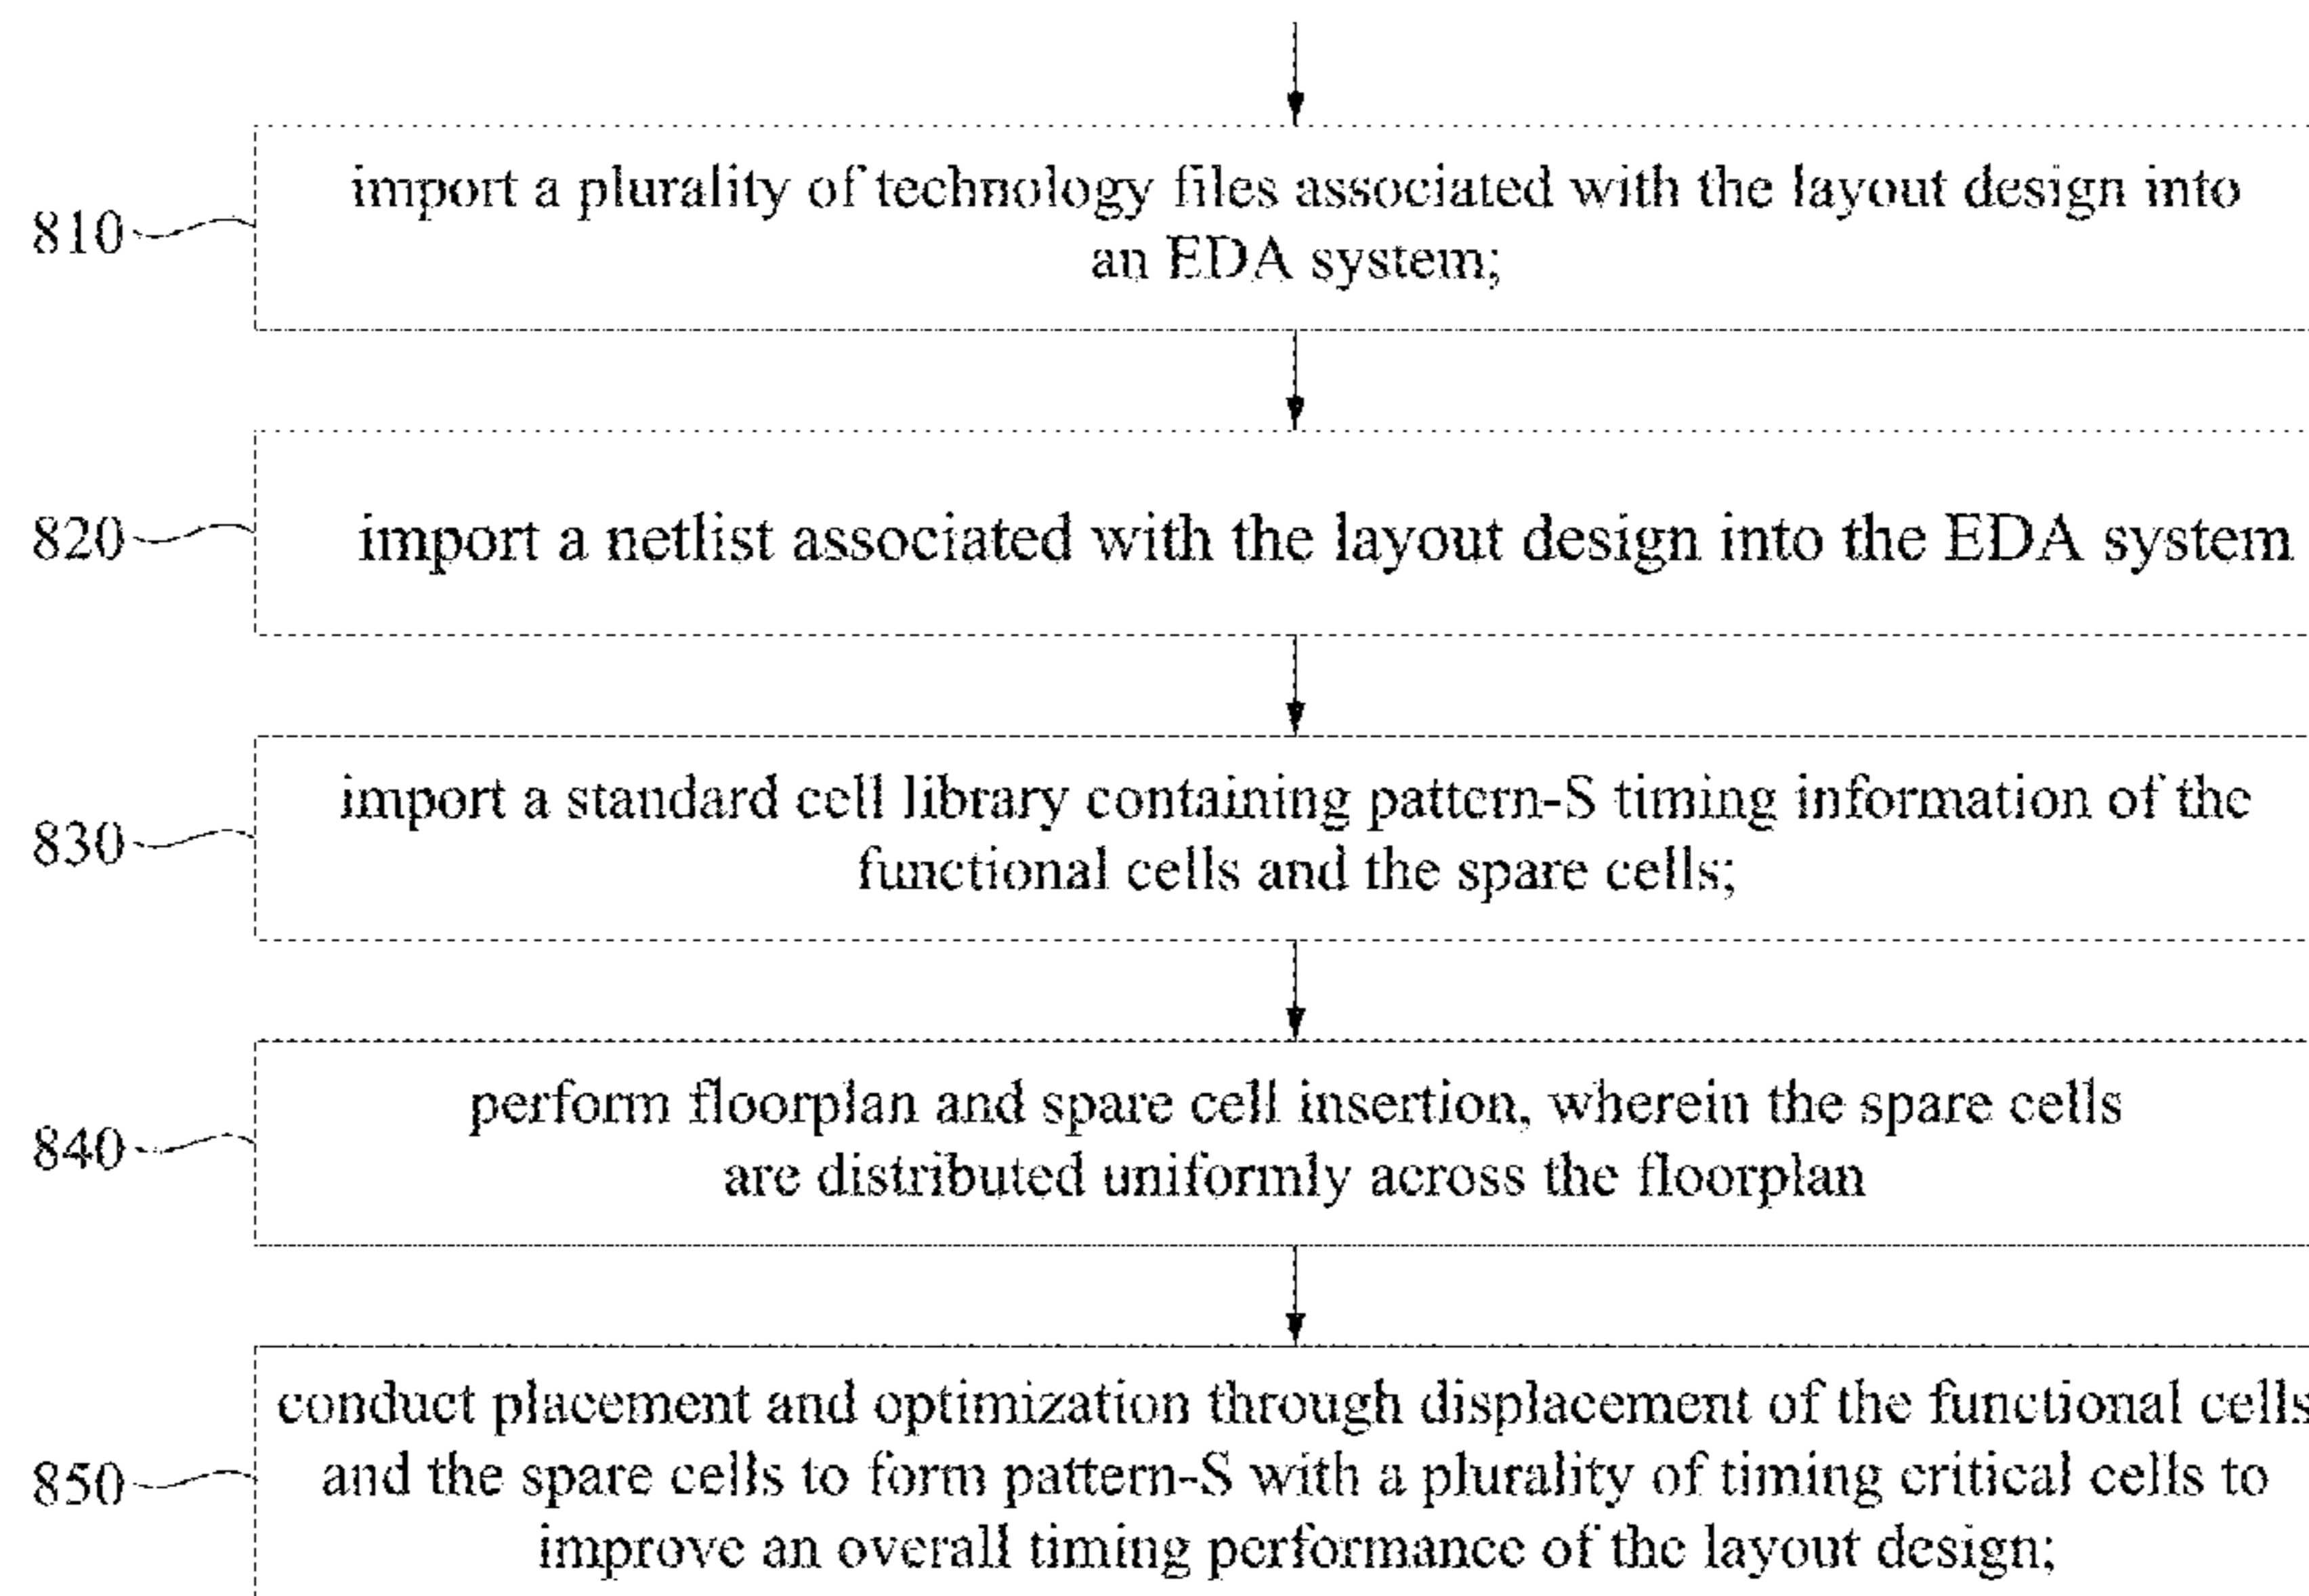 810
import a plurality of technology files associated with the layout design into
an EDA system;
820
import a netlist associated with the layout design into the EDA system
830
import a standard cell library containing pattern-S timing information of the
functional cells and the spare cells;
840
perform floorplan and spare cell insertion, wherein the spare cells
are distributed uniformly across the floorplan
850
conduct placement and optimization through displacement of the functional cells
and the spare cells to form pattern-S with a plurality of timing critical cells to
improve an overall timing performance of the layout design;